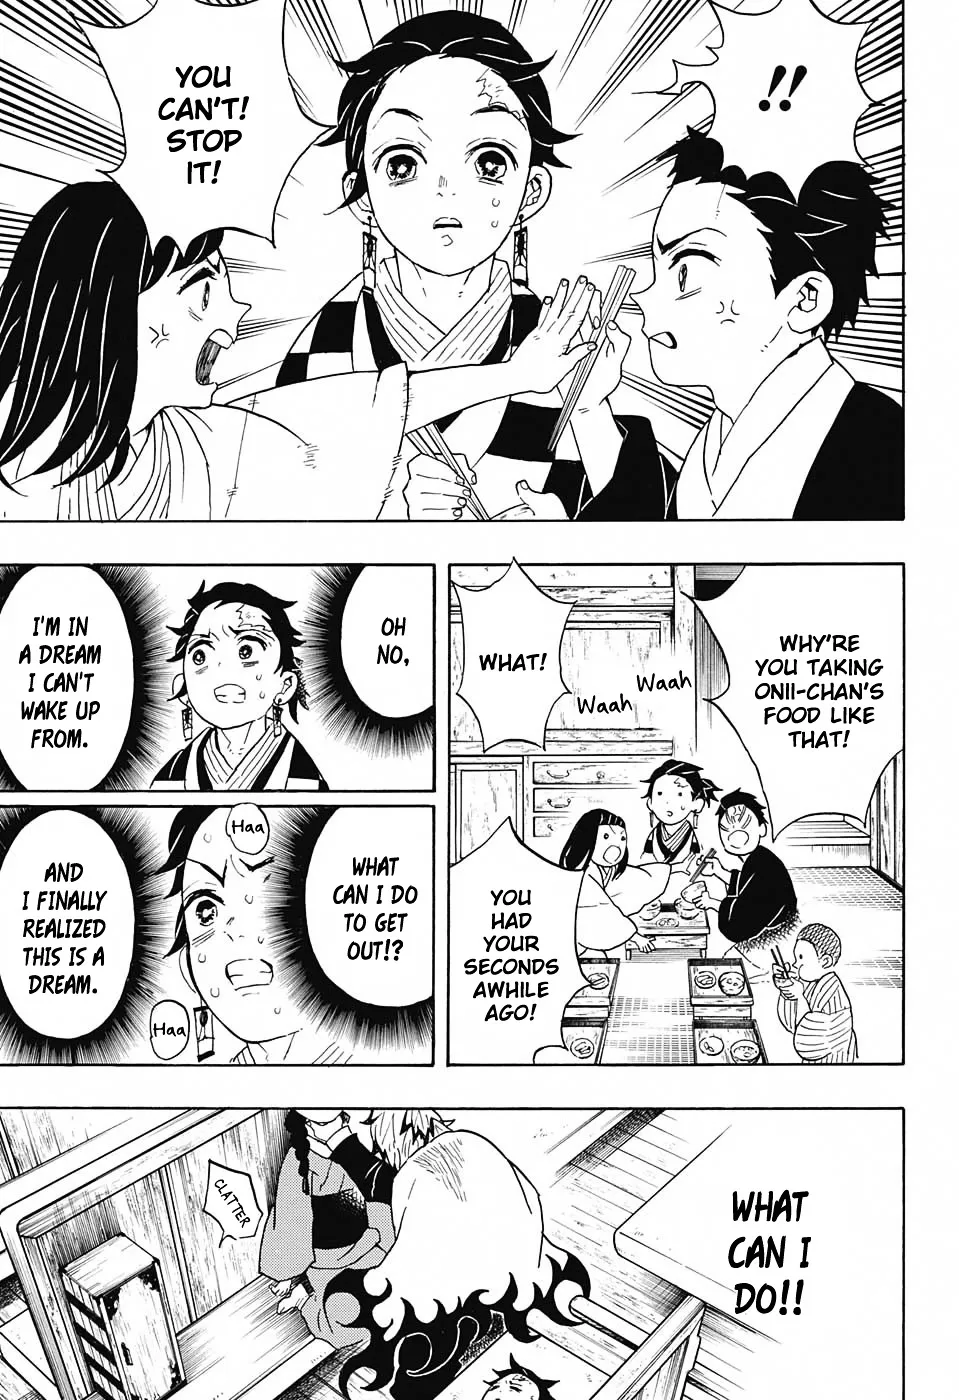 !!
YOU
CAN'T!
STOP
IT!
WHY'RE
YOU TAKING
ONII-CHAN'S
FOOD LIKE
THAT!
Waah
Waah
WHAT!
YOU
HAD
YOUR
SECONDS
AWHILE
AGO!
OH
NO,
I'M IN
A DREAM
I CAN'T
WAKE UP
FROM.
WHAT
CAN I DO
TO GET
OUT!?
Haa
Haa
AND
I FINALLY
REALIZED
THIS IS A
DREAM.
WHAT
CAN I
DO!!
CLATTER